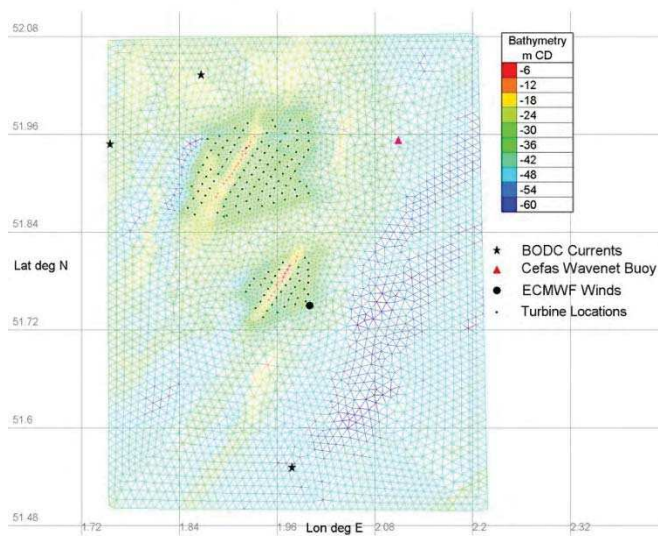 52.08
51.96
51.84
Lat deg N
51.72
51.6
51.48
1.72
1.84
1.96
Lon deg E
2.08
2.2
2.32
Bathymetry
m CD
-6
-12
-18
-24
-30
-36
-42
-48
-54
-60
BODC Currents
Cefas Wavenet Buoy
ECMWF Winds
Turbine Locations